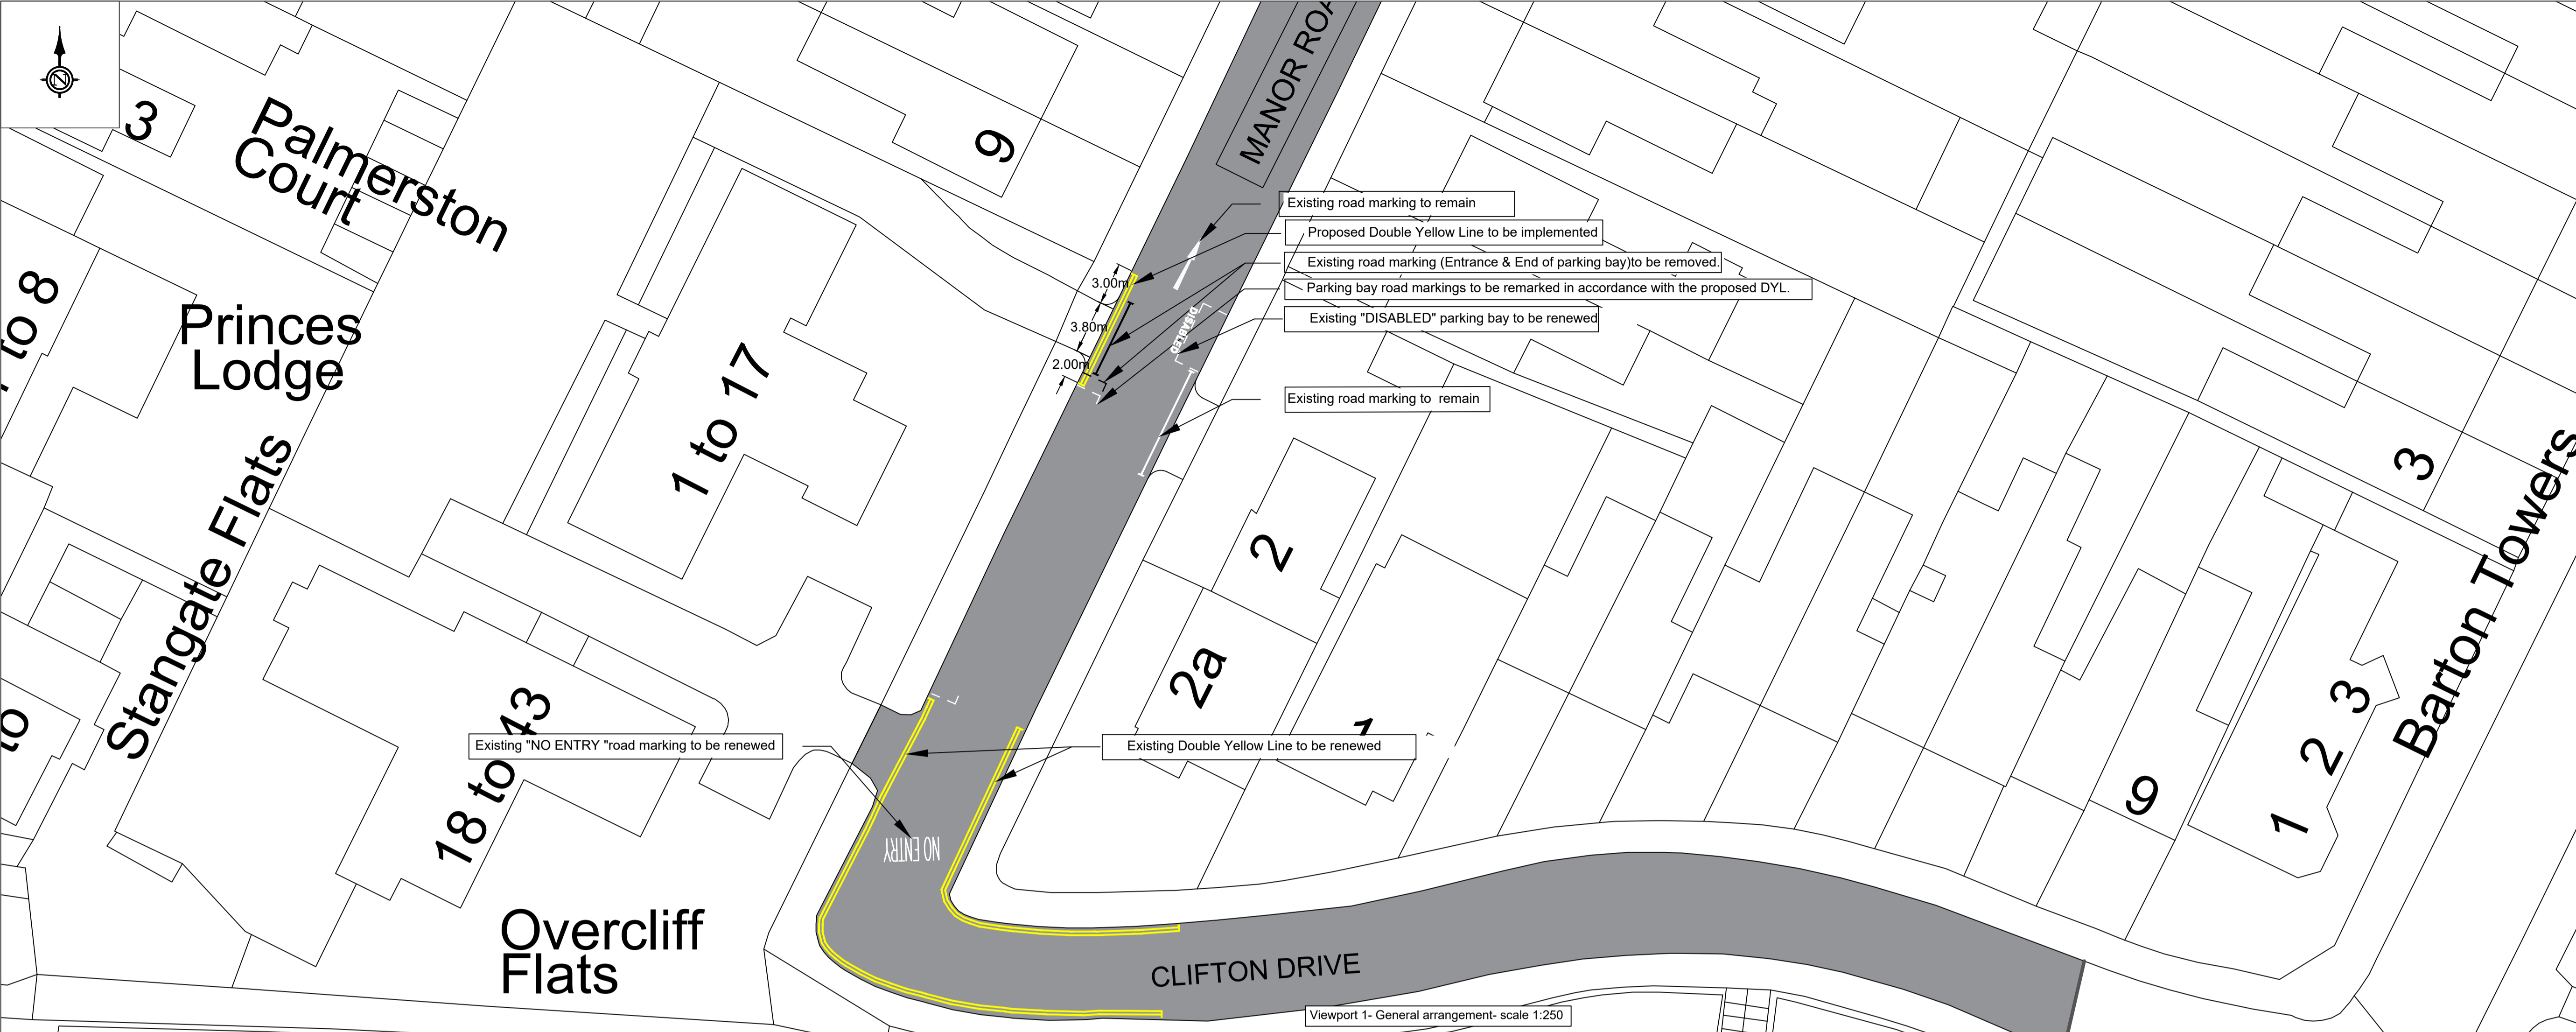 N
MANOR ROA
3
Palmerston
Court
9
Existing road marking to remain
Proposed Double Yellow Line to be implemented
Existing road marking (Entrance & End of parking bay)to be removed.
Parking bay road markings to be remarked in accordance with the proposed DYL.
Existing "DISABLED" parking bay to be renewed
3.00m
3.80m
2.00m
DISABLED
to 8
Princes
Lodge
1 to 17
Existing road marking to  remain
Stangate Flats
3
Barton Towers
2
2a
1
to
18 to 43
Existing "NO ENTRY "road marking to be renewed
Existing Double Yellow Line to be renewed
NO ENTRY
9
1 2 3
Overcliff
Flats
CLIFTON DRIVE
Viewport 1- General arrangement- scale 1:250